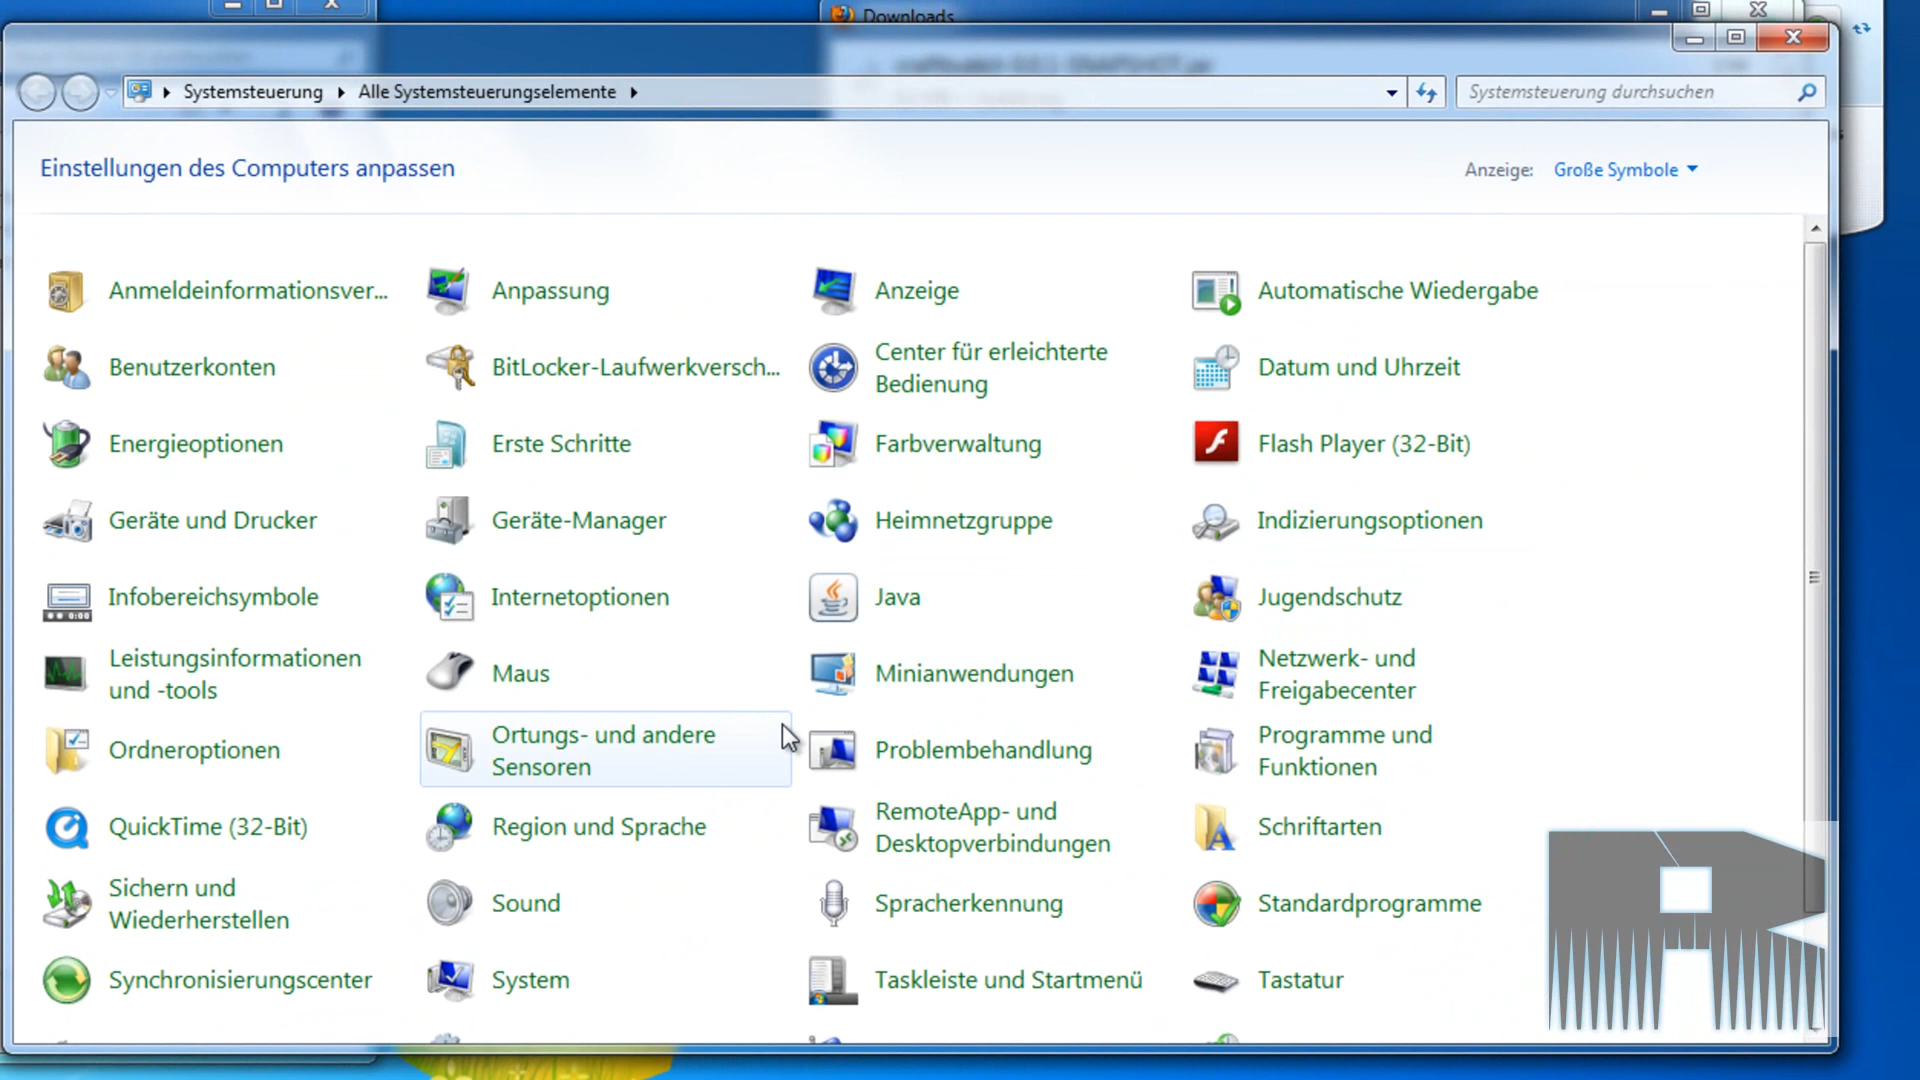 Downloads
Systemsteuerung
Alle Systemsteuerungselemente
Systemsteuerung durchsuchen
Einstellungen des Computers anpassen
Anzeige: Große Symbole
Anmeldeinformationsver...
Anpassung
Anzeige
Automatische Wiedergabe
Benutzerkonten
BitLocker-Laufwerkversch...
Center für erleichterte
Bedienung
Datum und Uhrzeit
Energieoptionen
Erste Schritte
Farbverwaltung
Flash Player (32-Bit)
Geräte und Drucker
Geräte-Manager
Heimnetzgruppe
Indizierungsoptionen
Infobereichsymbole
Internetoptionen
Java
Jugendschutz
Leistungsinformationen
und -tools
Maus
Minianwendungen
Netzwerk- und
Freigabecenter
Ordneroptionen
Ortungs- und andere
Sensoren
Problembehandlung
Programme und
Funktionen
QuickTime (32-Bit)
Region und Sprache
RemoteApp- und
Desktopverbindungen
Schriftarten
Sichern und
Wiederherstellen
Sound
Spracherkennung
Standardprogramme
Synchronisierungscenter
System
Taskleiste und Startmenü
Tastatur